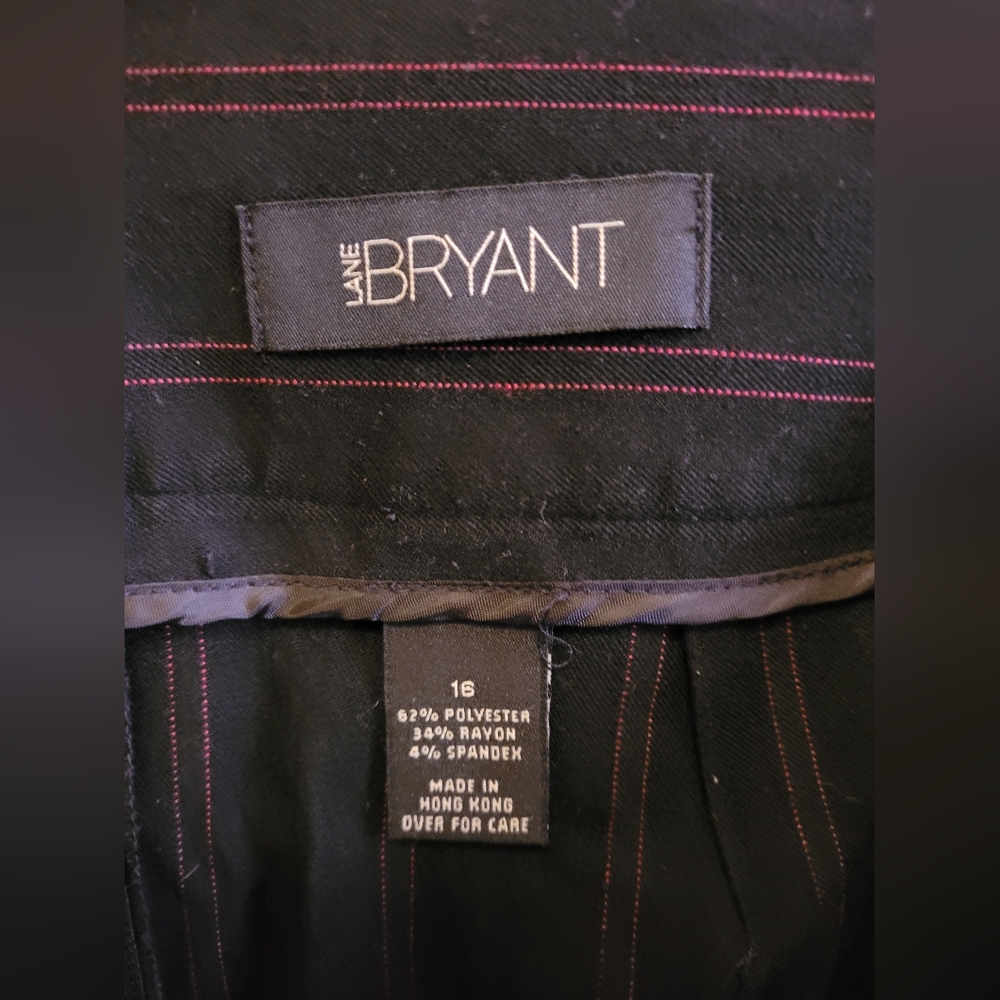 LANE BRYANT
16
62% POLYESTER
34% RAYON
4% SPANDEX
MADE IN
HONG KONG
OVER FOR CARE